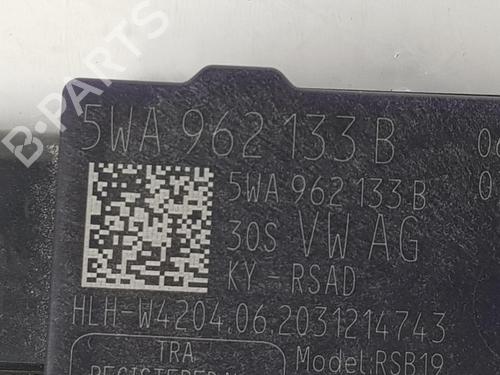 B-PARTS
5WA 962 133 B
5WA 962 133 B
30S VW AG
KY - RSAD
HLH-W4204.06.2031214743
TRA
Model:RSB19